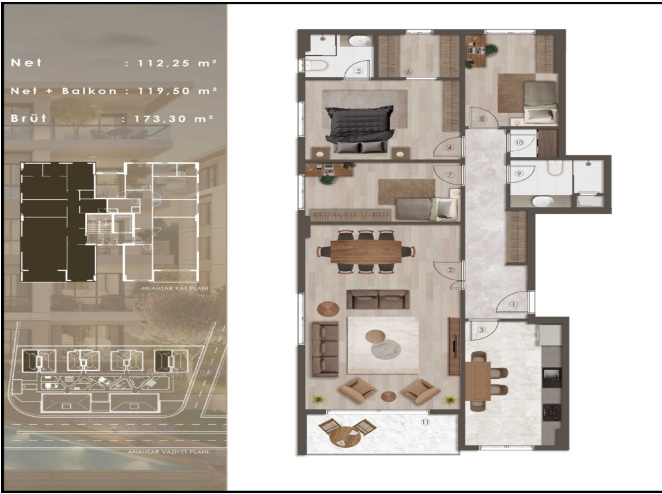 Net : 112,25 m²
Net + Balkon : 119,50 m²
Brüt : 173,30 m²
ANAHTAR KAT PLANI
ANAHTAR VAZİYET PLANI
5
6
8
4
10
9
7
2
1
3
11